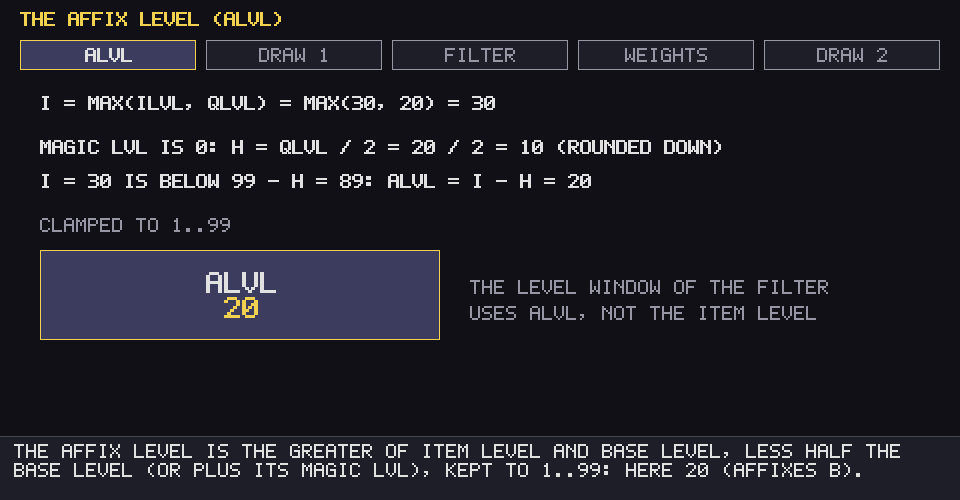 THE AFFIX LEVEL (ALVL)
ALVL DRAW 1 FILTER WEIGHTS DRAW 2
I = MAX(ILVL, QLVL) = MAX(30, 20) = 30
MAGIC LVL IS 0: H = QLVL / 2 = 20 / 2 = 10 (ROUNDED DOWN)
I = 30 IS BELOW 99 - H = 89: ALVL = I - H = 20
CLAMPED TO 1..99
ALVL
20
THE LEVEL WINDOW OF THE FILTER
USES ALVL, NOT THE ITEM LEVEL
THE AFFIX LEVEL IS THE GREATER OF ITEM LEVEL AND BASE LEVEL, LESS HALF THE
BASE LEVEL (OR PLUS ITS MAGIC LVL), KEPT TO 1..99: HERE 20 (AFFIXES B).